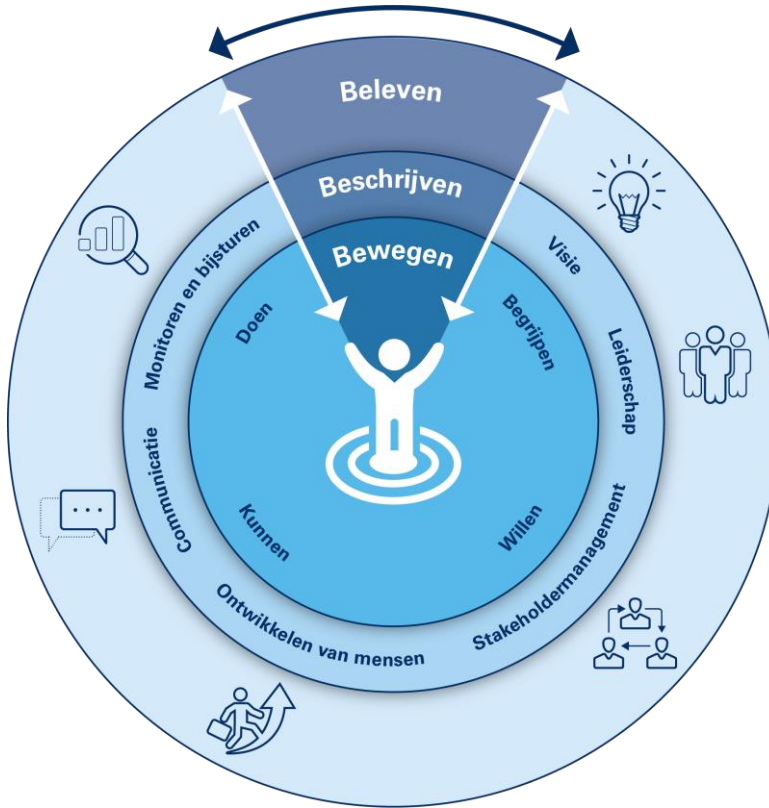 Beleven
Beschrijven
Bewegen
Visie
Leiderschap
Stakeholdermanagement
Ontwikkelen van mensen
Communicatie
Monitoren en bijsturen
Begrijpen
Willen
Kunnen
Doen